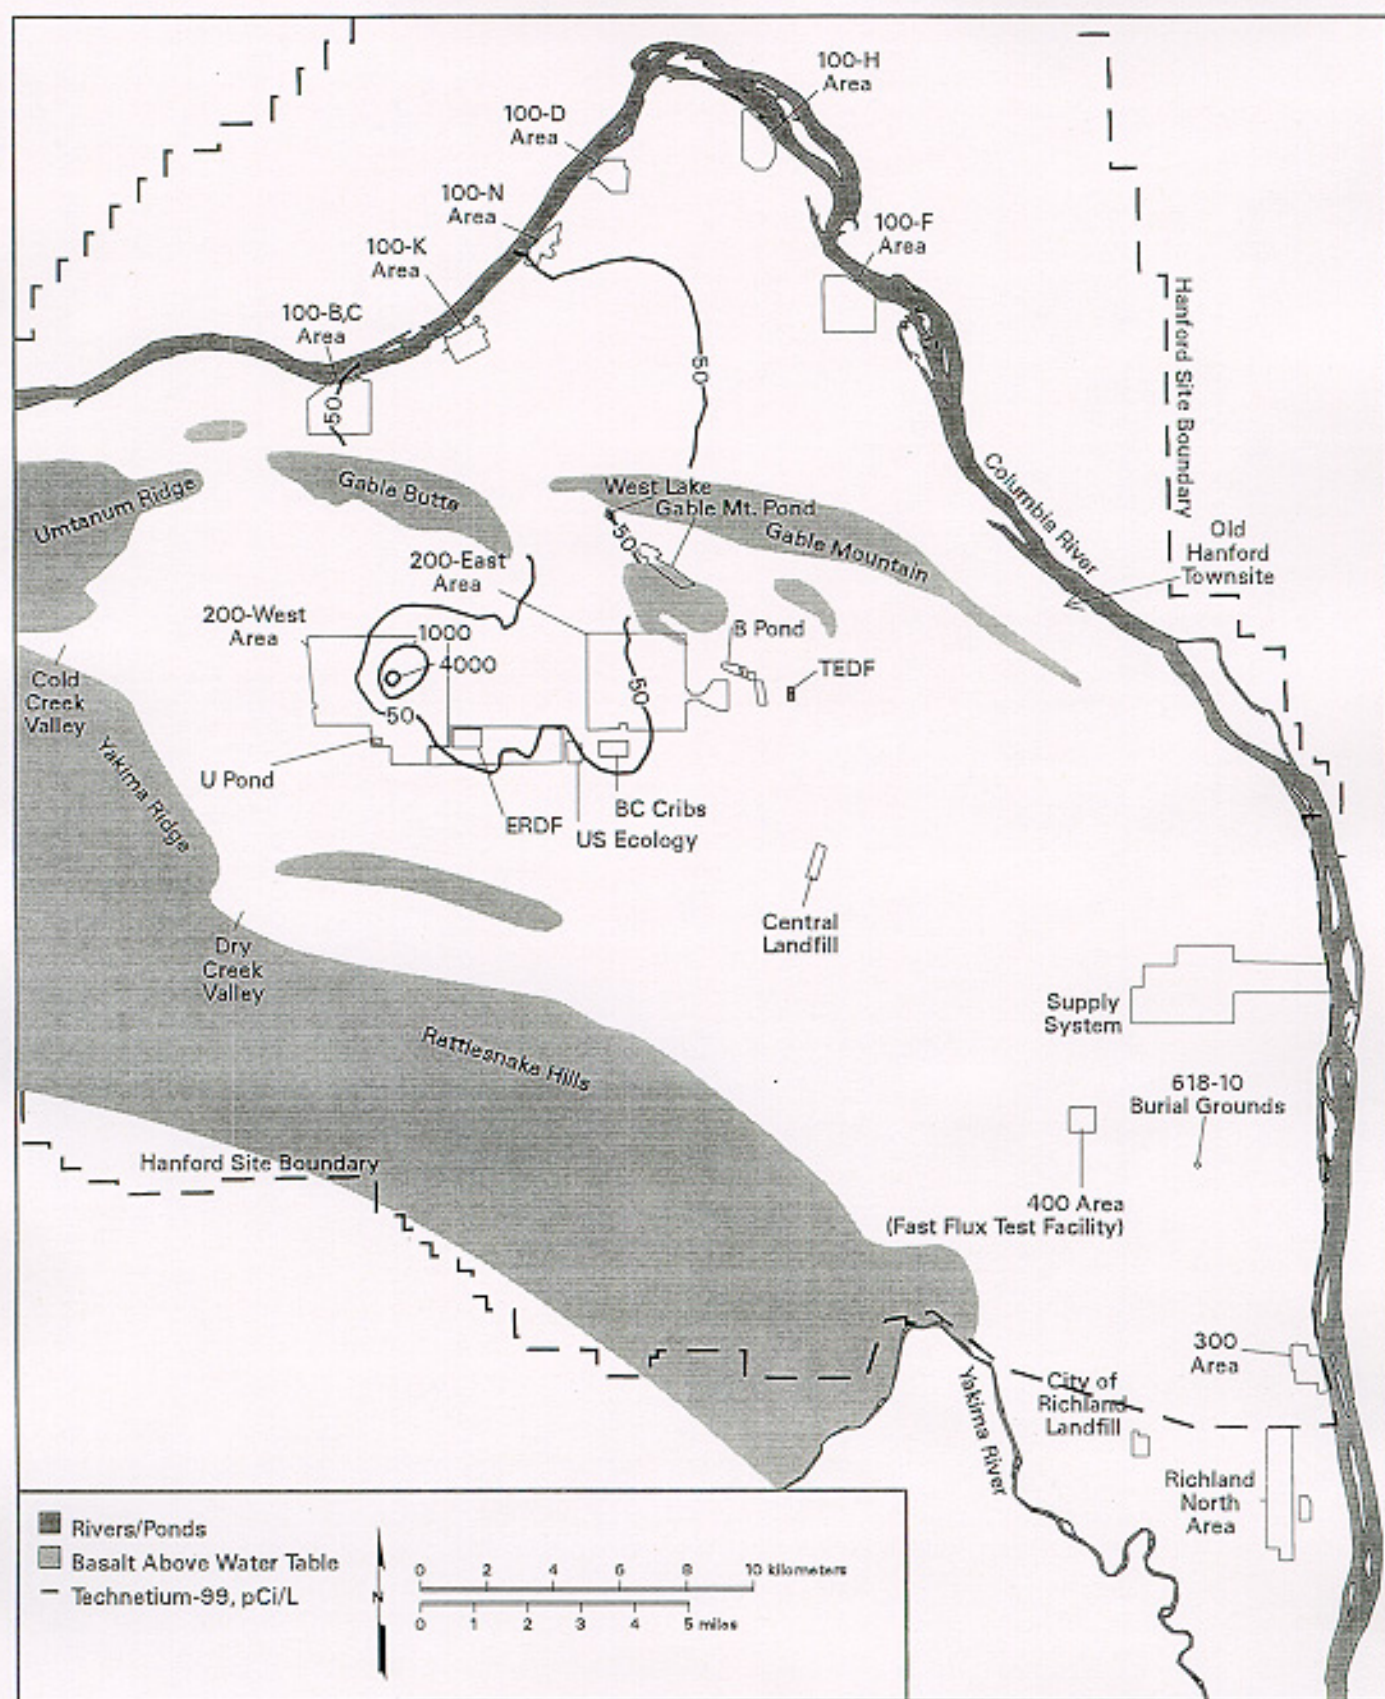 100-H
Area
100-D
Area
100-N
Area
100-F
Area
100-K
Area
100-B,C
Area
50
50
Hanford Site Boundary
Columbia River
Umtanum Ridge
Gable Butte
West Lake
Gable Mt. Pond
Gable Mountain
50
Old
Hanford
Townsite
200-East
Area
200-West
Area
1000
4000
50
50
B Pond
TEDF
Cold
Creek
Valley
Yakima Ridge
U Pond
ERDF
BC Cribs
US Ecology
Central
Landfill
Dry
Creek
Valley
Rattlesnake Hills
Supply
System
618-10
Burial Grounds
Hanford Site Boundary
400 Area
(Fast Flux Test Facility)
300
Area
City of
Richland
Landfill
Yakima River
Richland
North
Area
Rivers/Ponds
Basalt Above Water Table
Technetium-99, pCi/L
N
0 2 4 6 8 10 kilometers
0 1 2 3 4 5 miles